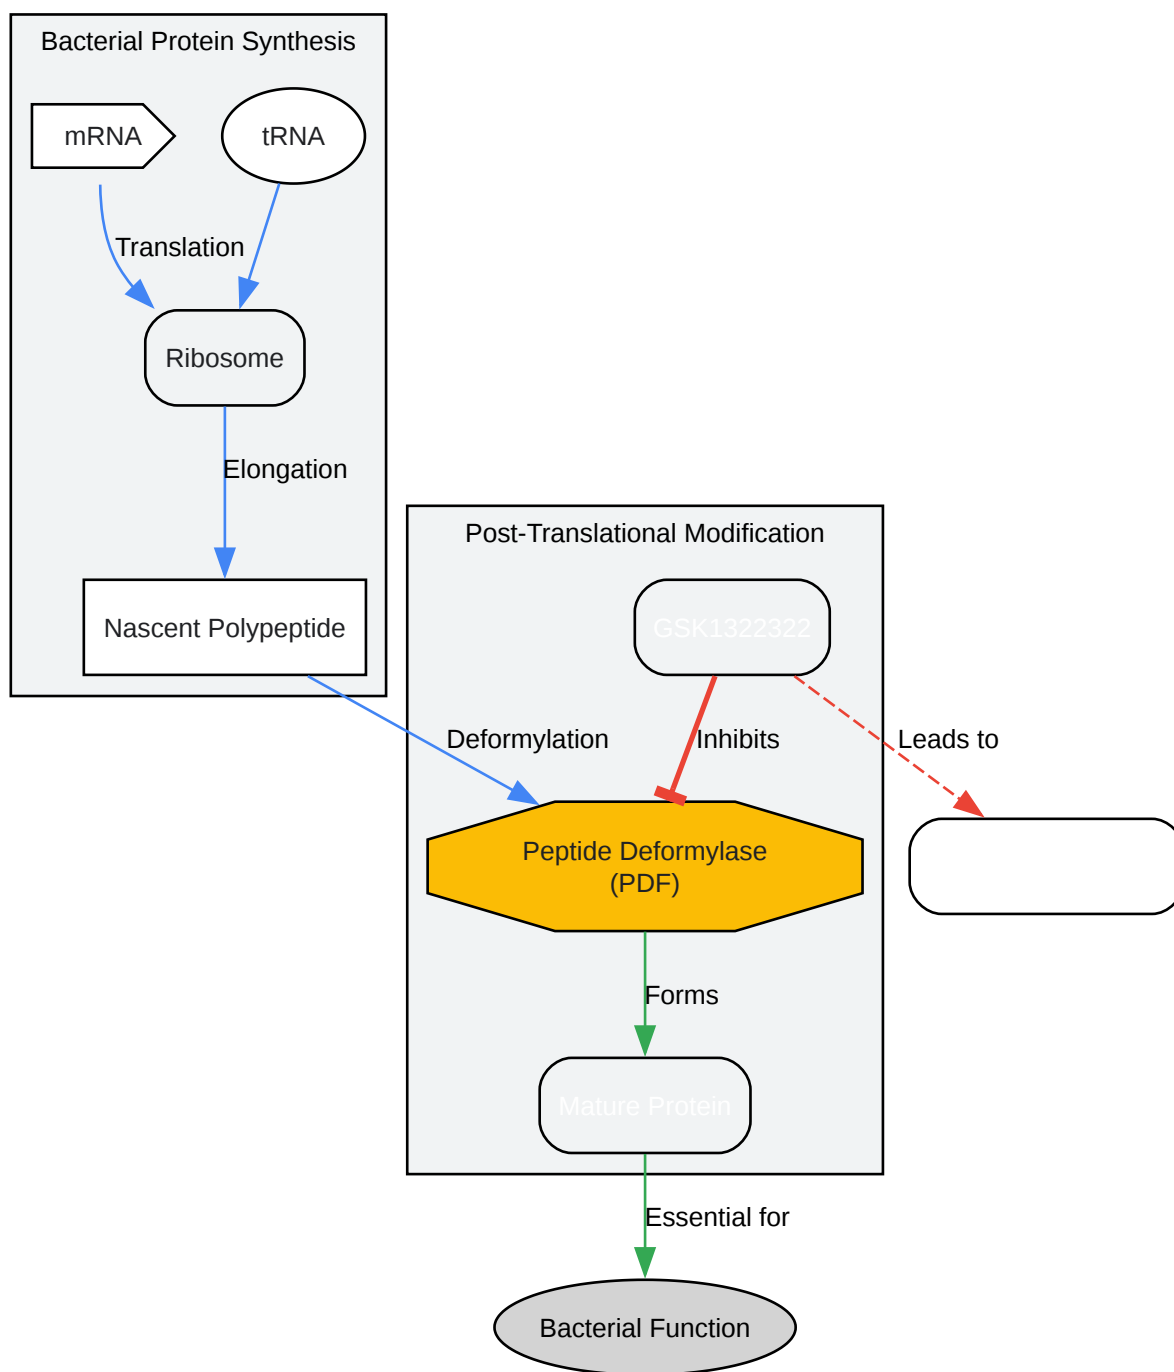 Bacterial Protein Synthesis
mRNA
tRNA
Translation
Ribosome
Elongation
Nascent Polypeptide
Post-Translational Modification
GSK1322322
Deformylation
Inhibits
Leads to
Peptide Deformylase
(PDF)
Forms
Mature Protein
Essential for
Bacterial Function